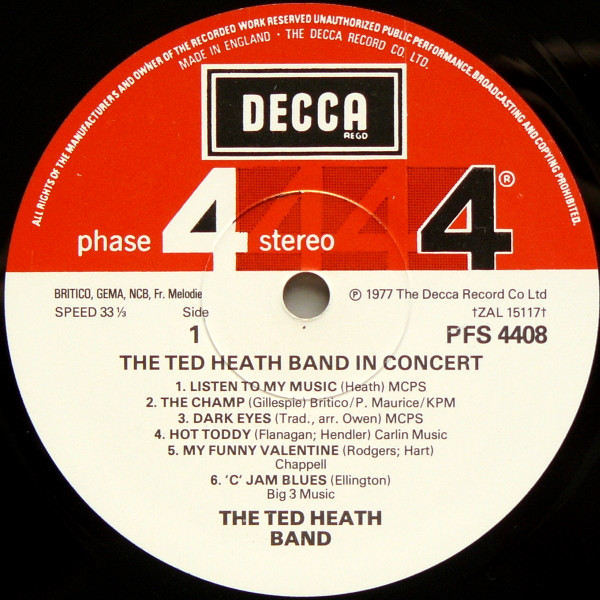 ALL RIGHTS OF THE MANUFACTURERS AND OWNER OF THE RECORDED WORK RESERVED UNAUTHORIZED PUBLIC PERFORMANCE, BROADCASTING AND COPYING PROHIBITED.
MADE IN ENGLAND · THE DECCA RECORD CO. LTD.
DECCA
REGD
phase 4 stereo 4 4 4®
BRITICO, GEMA, NCB, Fr. Melodie ℗ 1977 The Decca Record Co Ltd
SPEED 33⅓ Side †ZAL 15117†
1 PFS 4408
THE TED HEATH BAND IN CONCERT
1. LISTEN TO MY MUSIC (Heath) MCPS
2. THE CHAMP (Gillespie) Britico/P. Maurice/KPM
3. DARK EYES (Trad., arr. Owen) MCPS
4. HOT TODDY (Flanagan; Hendler) Carlin Music
5. MY FUNNY VALENTINE (Rodgers; Hart)
Chappell
6. ‘C’ JAM BLUES (Ellington)
Big 3 Music
THE TED HEATH
BAND